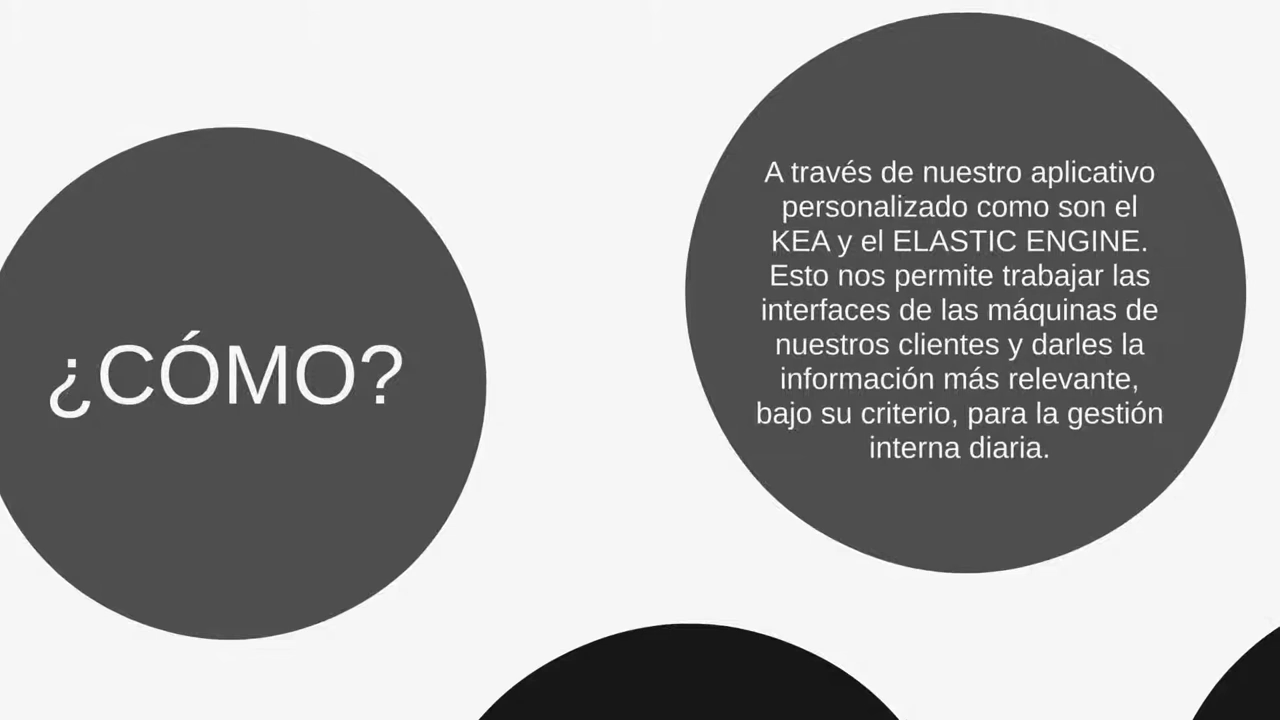 ¿CÓMO?
A través de nuestro aplicativo
personalizado como son el
KEA y el ELASTIC ENGINE.
Esto nos permite trabajar las
interfaces de las máquinas de
nuestros clientes y darles la
información más relevante,
bajo su criterio, para la gestión
interna diaria.